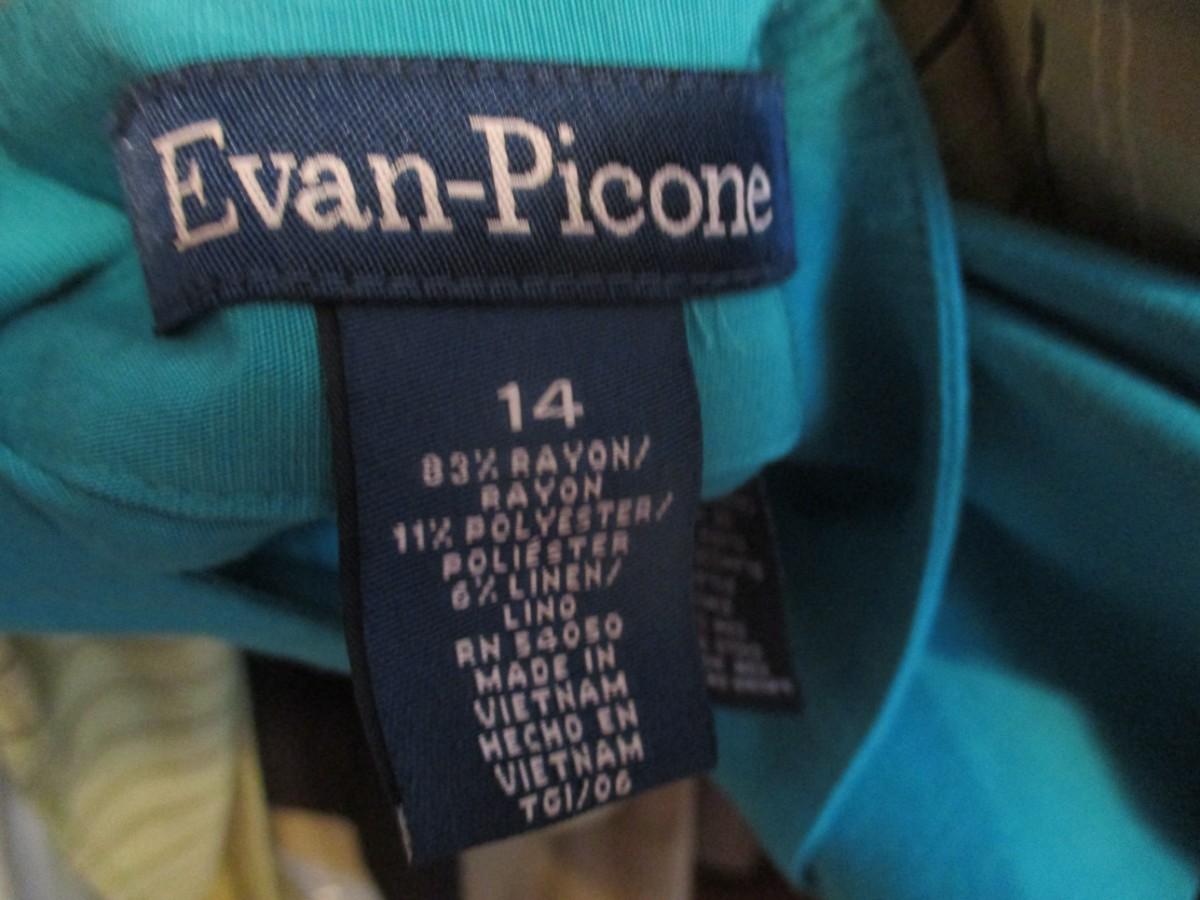 Evan-Picone
14
83% RAYON/
RAYON
11% POLYESTER/
POLIÉSTER
6% LINEN/
LINO
RN 54050
MADE IN
VIETNAM
HECHO EN
VIETNAM
TGI/06